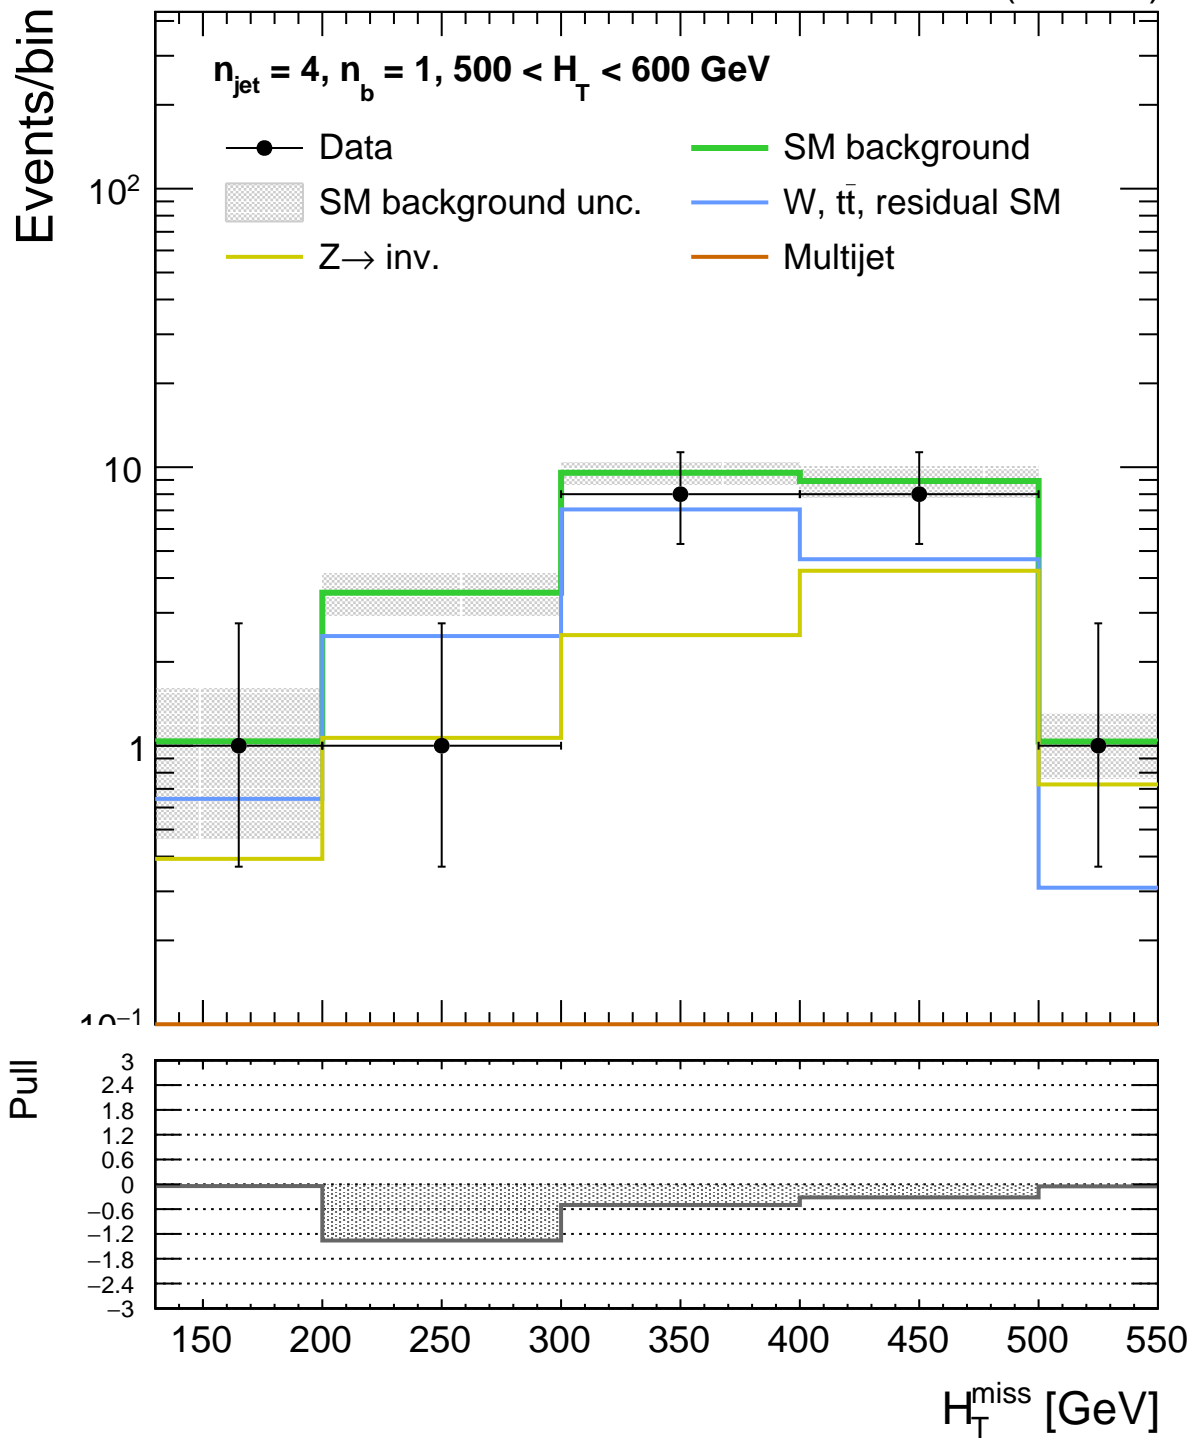 n_jet = 4, n_b = 1, 500 < H_T < 600 GeV
Data
SM background
SM background unc.
W, tt̄, residual SM
Z→ inv.
Multijet
Events/bin
10²
10
1
10⁻¹
Pull
3
2.4
1.8
1.2
0.6
0
−0.6
−1.2
−1.8
−2.4
−3
150 200 250 300 350 400 450 500 550
H_T^miss [GeV]